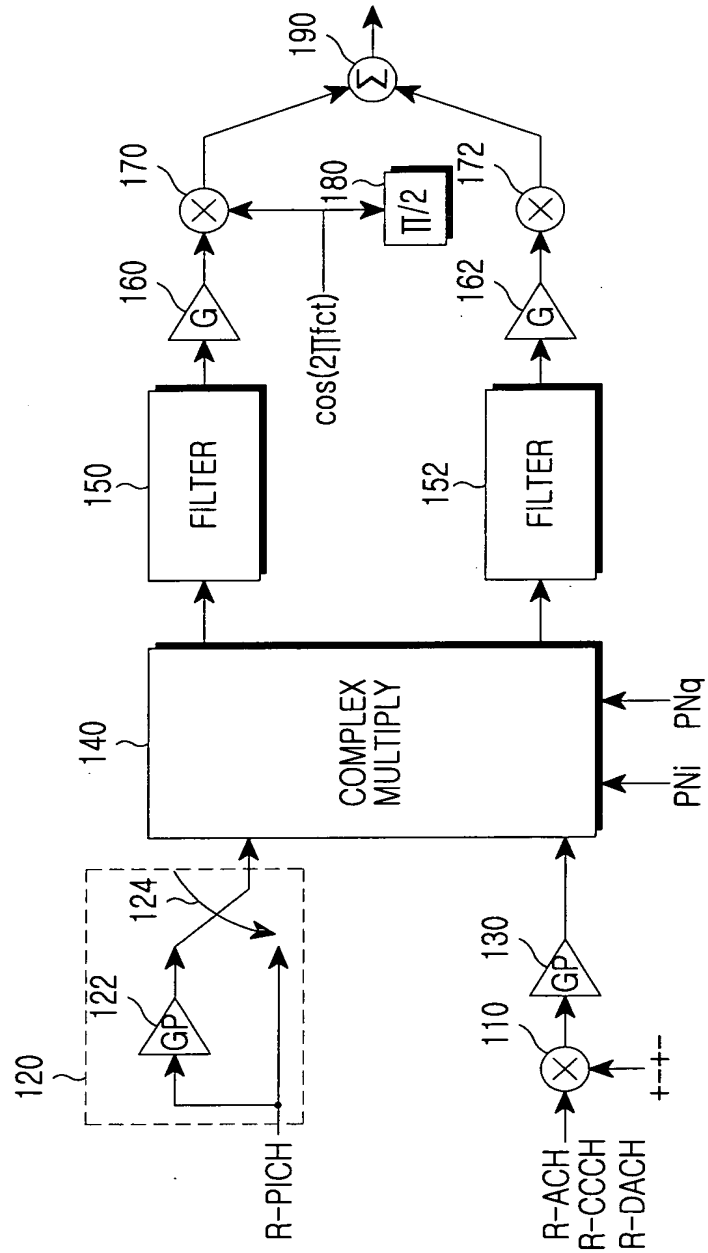 120
R-PICH
122
GP
124
R-ACH
R-CCCH
R-DACH
110
×
+--+-
130
GP
140
COMPLEX
MULTIPLY
PNi
PNq
150
FILTER
152
FILTER
160
G
162
G
170
×
cos(2πfct)
180
π/2
172
×
190
Σ